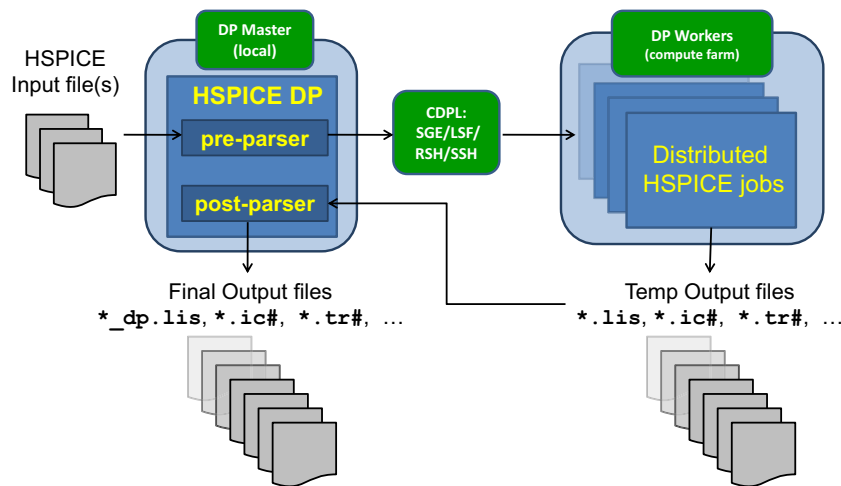 DP Master
(local)
DP Workers
(compute farm)
HSPICE
Input file(s)
HSPICE DP
pre-parser
post-parser
CDPL:
SGE/LSF/
RSH/SSH
Distributed
HSPICE jobs
Final Output files
*_dp.lis, *.ic#, *.tr#, ...
Temp Output files
*.lis, *.ic#, *.tr#, ...